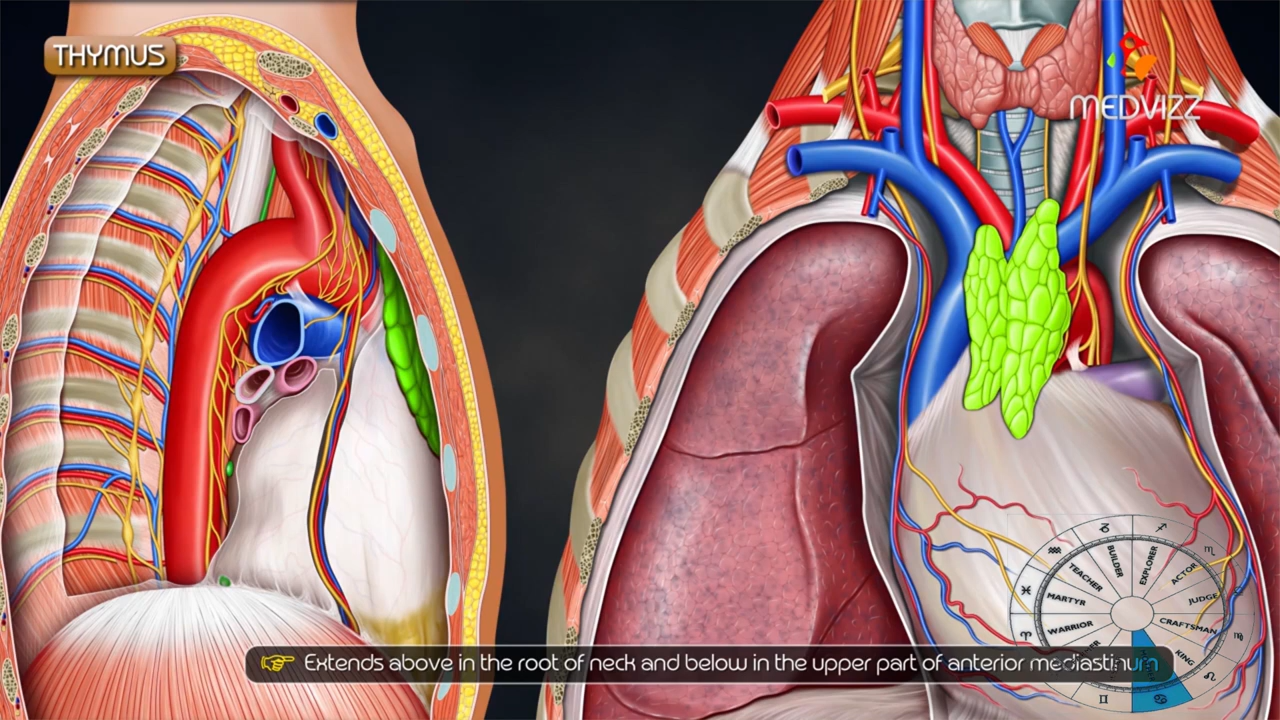 THYMUS
MEDVIZZ
BUILDER
EXPLORER
TEACHER
ACTOR
MARTYR
JUDGE
WARRIOR
CRAFTSMAN
KING
Extends above in the root of neck and below in the upper part of anterior mediastinum